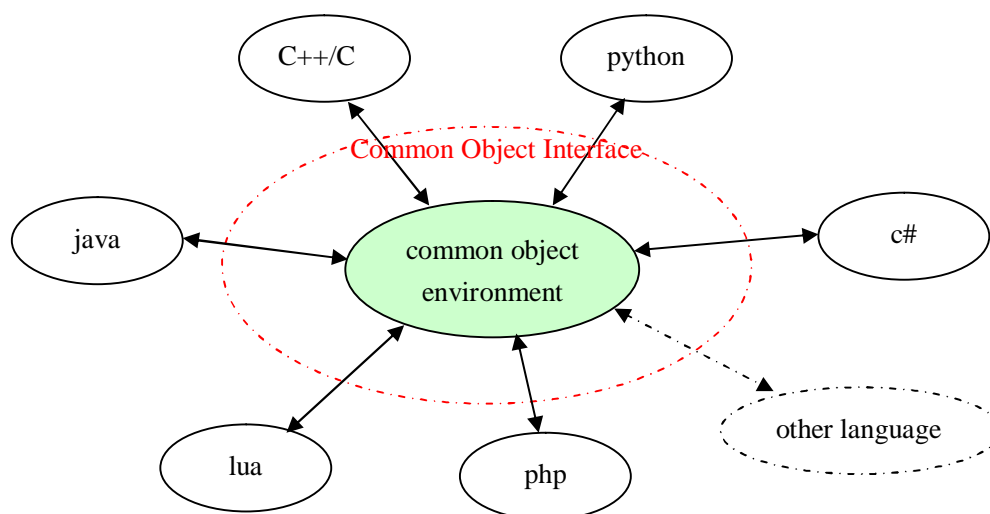 C++/C
python
Common Object Interface
java
common object
environment
c#
other language
lua
php